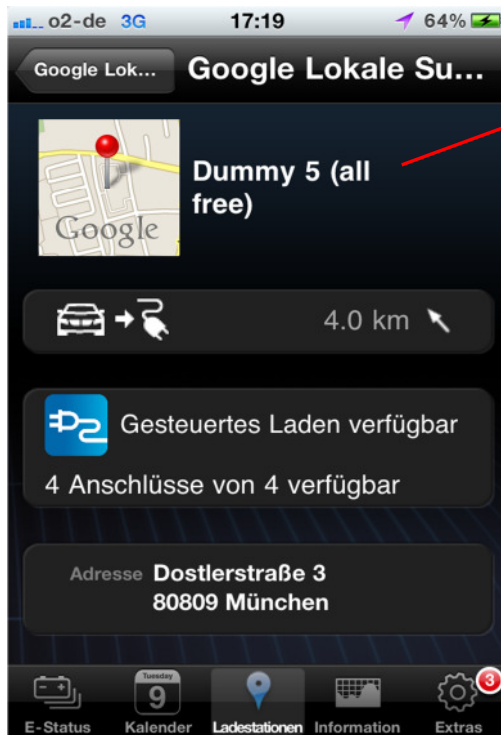 o2-de 3G 17:19 64%
Google Lok... Google Lokale Su...
Google
Dummy 5 (all
free)
4.0 km
Gesteuertes Laden verfügbar
4 Anschlüsse von 4 verfügbar
Adresse Dostlerstraße 3
80809 München
Tuesday
9
3
E-Status Kalender Ladestationen Information Extras